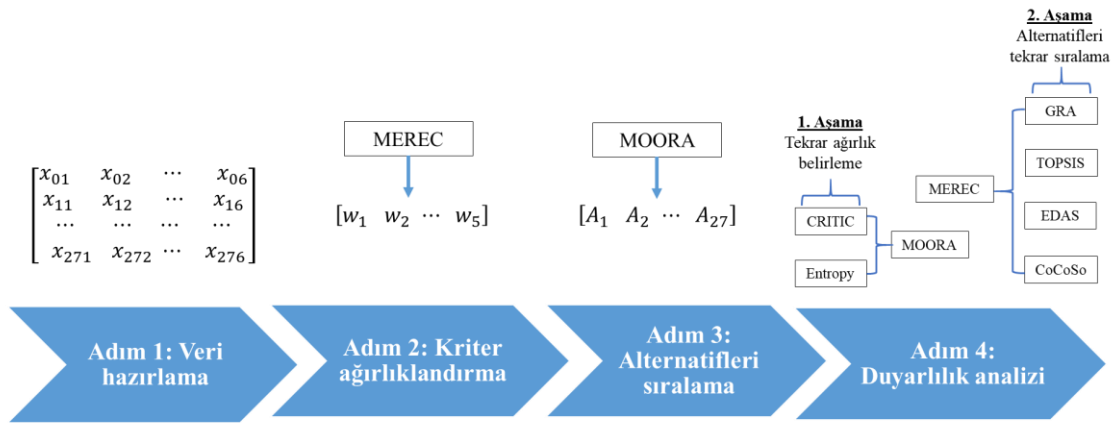 x01 x02 ⋯ x06
x11 x12 ⋯ x16
⋯ ⋯ ⋯ ⋯
x271 x272 ⋯ x276
MEREC
[w1 w2 ⋯ w5]
MOORA
[A1 A2 ⋯ A27]
1. Aşama
Tekrar ağırlık
belirleme
CRITIC
Entropy
MOORA
2. Aşama
Alternatifleri
tekrar sıralama
MEREC
GRA
TOPSIS
EDAS
CoCoSo
Adım 1: Veri
hazırlama
Adım 2: Kriter
ağırlıklandırma
Adım 3:
Alternatifleri
sıralama
Adım 4:
Duyarlılık analizi